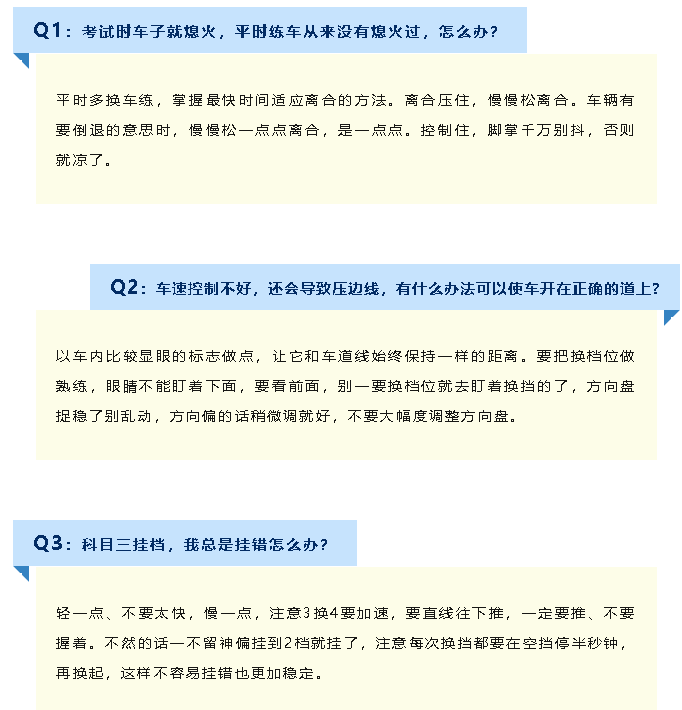 Q1：考试时车子就熄火，平时练车从来没有熄火过，怎么办？
平时多换车练，掌握最快时间适应离合的方法。离合压住，慢慢松离合。车辆有
要倒退的意思时，慢慢松一点点离合，是一点点。控制住，脚掌千万别抖，否则
就凉了。
Q2：车速控制不好，还会导致压边线，有什么办法可以使车开在正确的道上？
以车内比较显眼的标志做点，让它和车道线始终保持一样的距离。要把换档位做
熟练，眼睛不能盯着下面，要看前面，别一要换档位就去盯着换挡的了，方向盘
捉稳了别乱动，方向偏的话稍微调就好，不要大幅度调整方向盘。
Q3：科目三挂档，我总是挂错怎么办？
轻一点、不要太快，慢一点，注意3换4要加速，要直线往下推，一定要推、不要
握着。不然的话一不留神偏挂到2档就挂了，注意每次换挡都要在空挡停半秒钟，
再换起，这样不容易挂错也更加稳定。